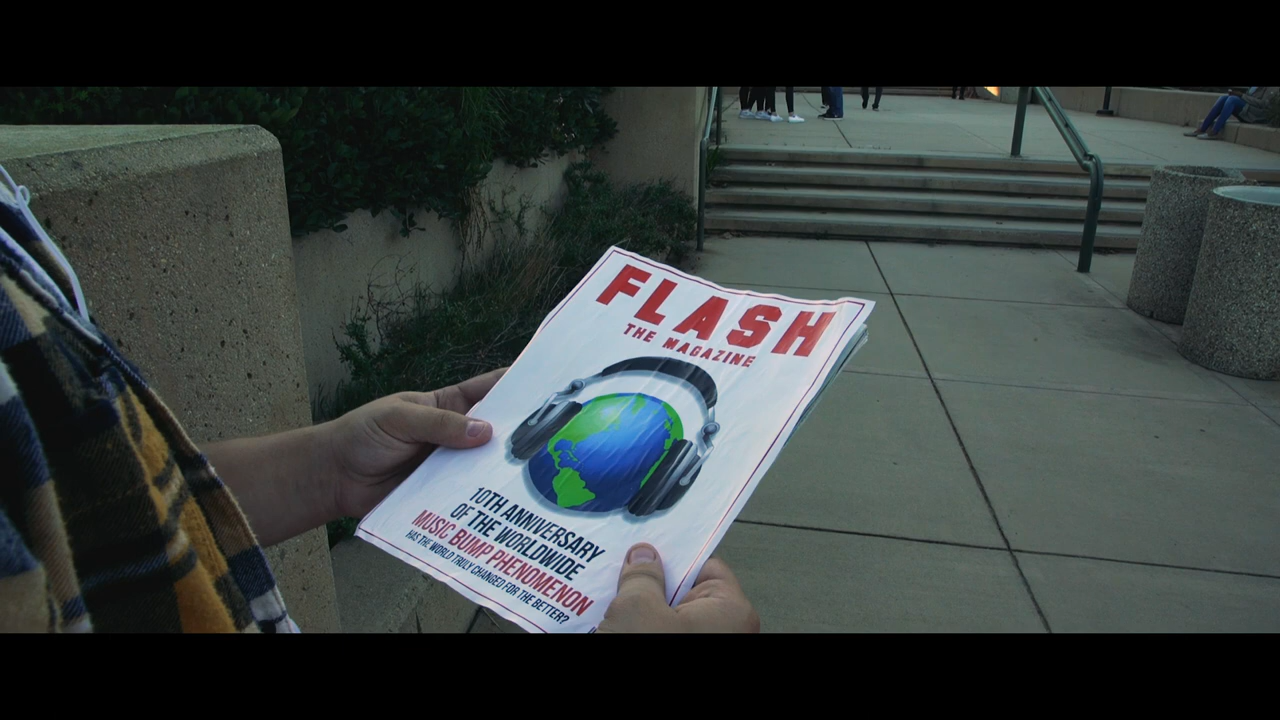 FLASH
THE MAGAZINE
10TH ANNIVERSARY
OF THE WORLDWIDE
MUSIC BUMP PHENOMENON
HAS THE WORLD TRULY CHANGED FOR THE BETTER?